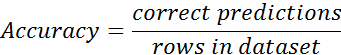 Accuracy = correct predictions / rows in dataset